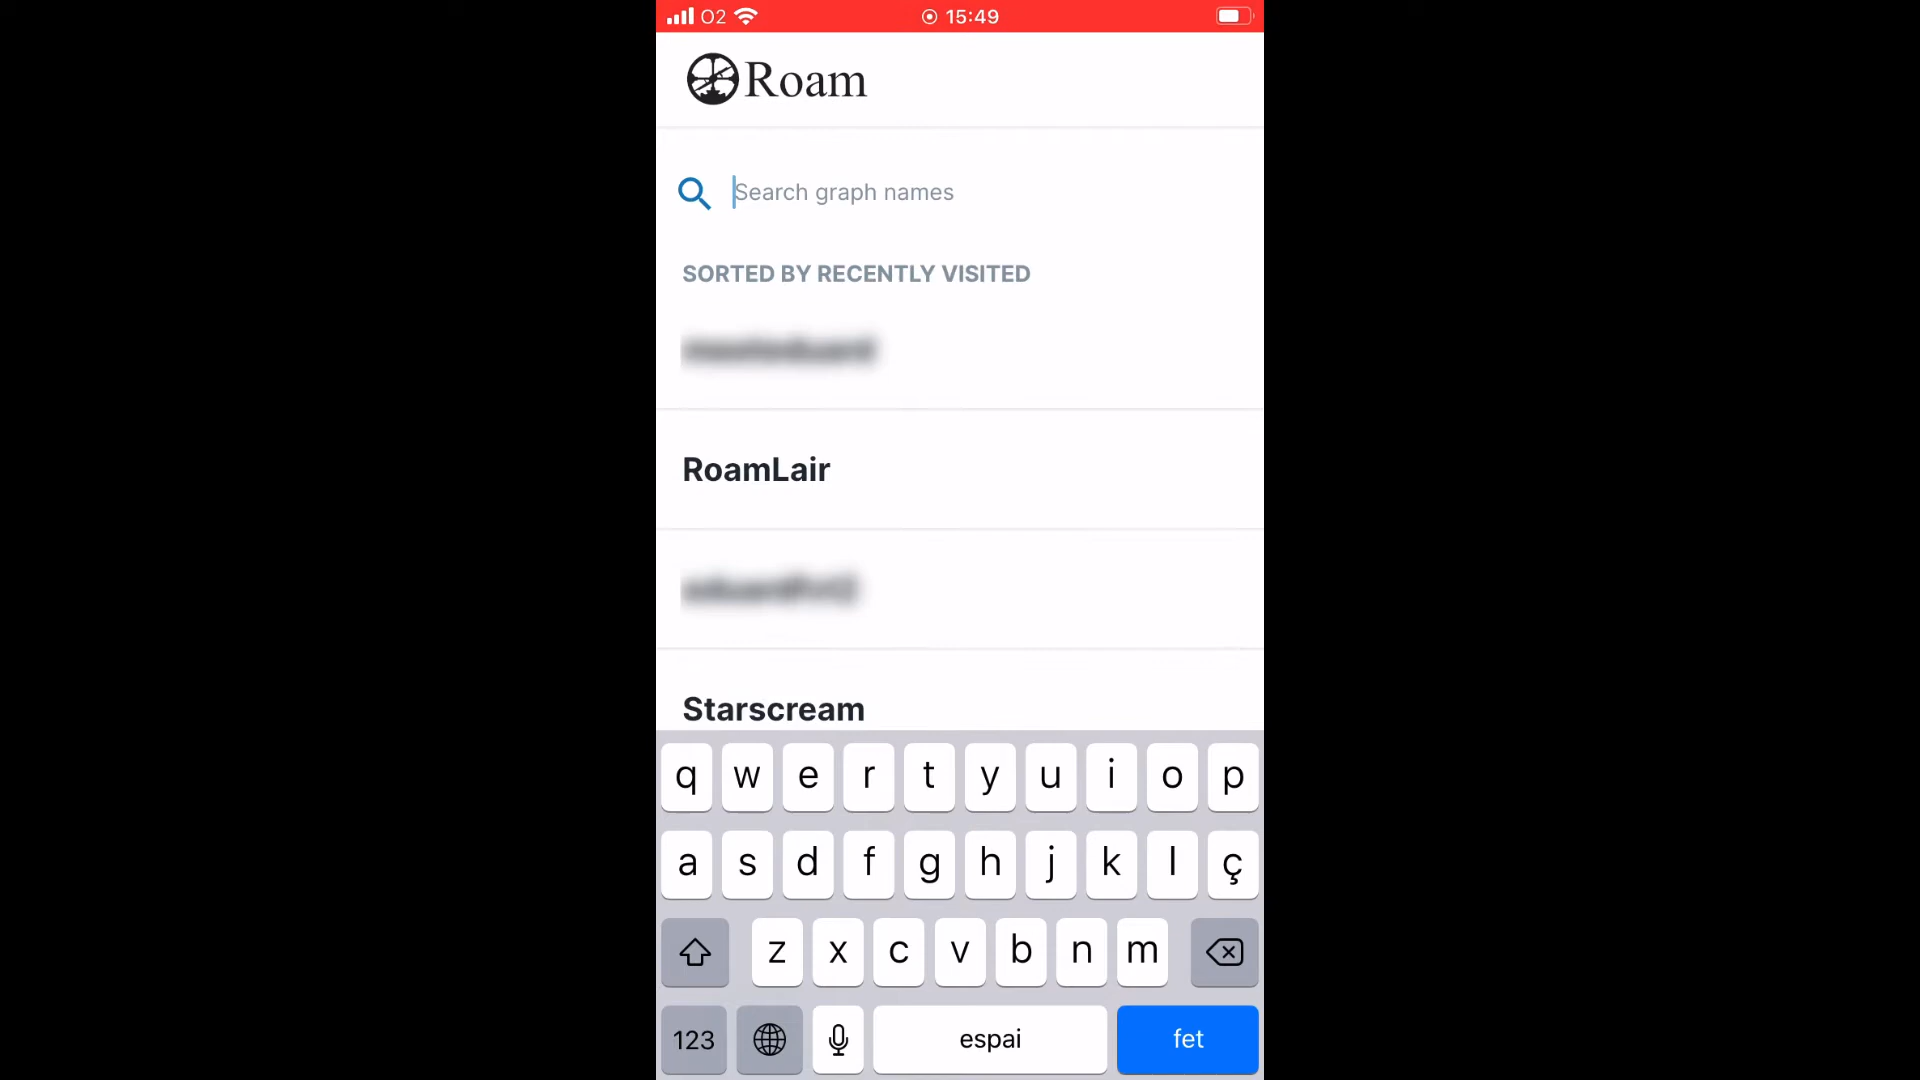 O2 15:49
Roam
Search graph names
SORTED BY RECENTLY VISITED
RoamLair
Starscream
q w e r t y u i o p
a s d f g h j k l ç
z x c v b n m
123 espai fet